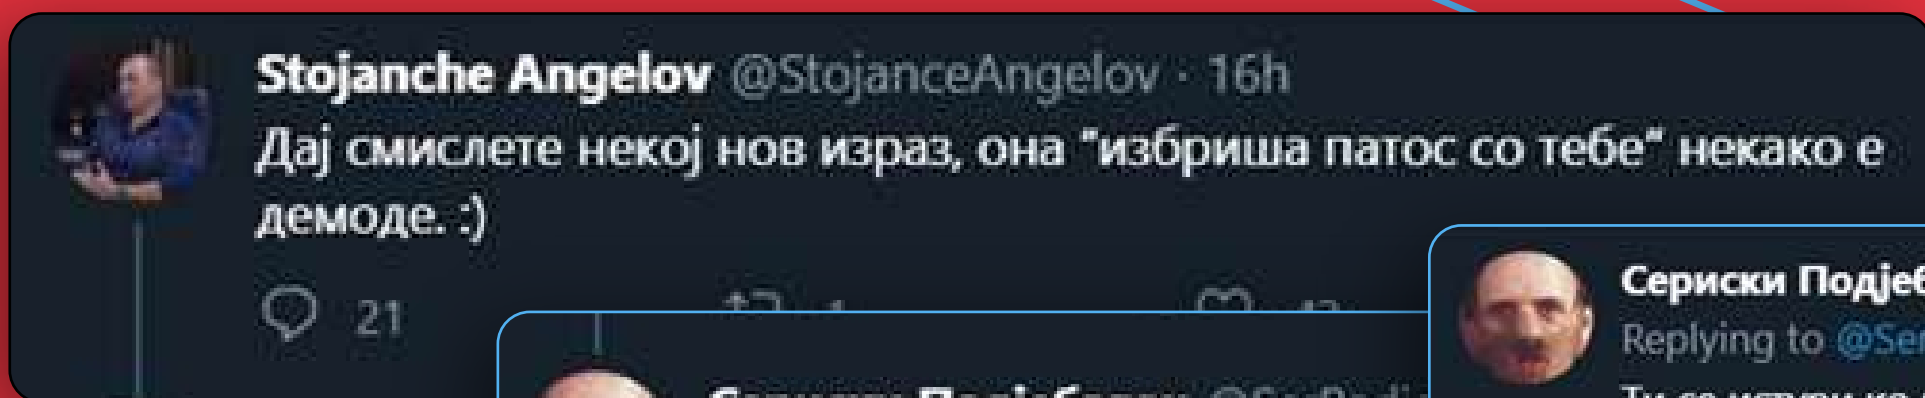 Stojanche Angelov @StojanceAngelov · 16h
Дај смислете некој нов израз, она "избриша патос со тебе" некако е
демоде. :)
21
Сериски
Replying to